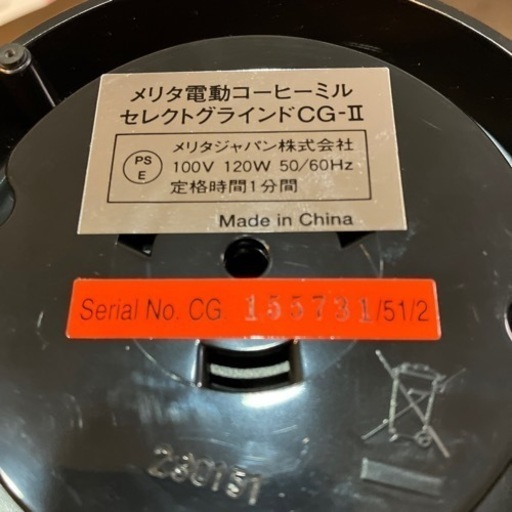 メリタ電動コーヒーミル
セレクトグラインドCG-Ⅱ
PS
E
メリタジャパン株式会社
100V 120W 50/60Hz
定格時間1分間
Made in China
Serial No. CG. 155731/51/2